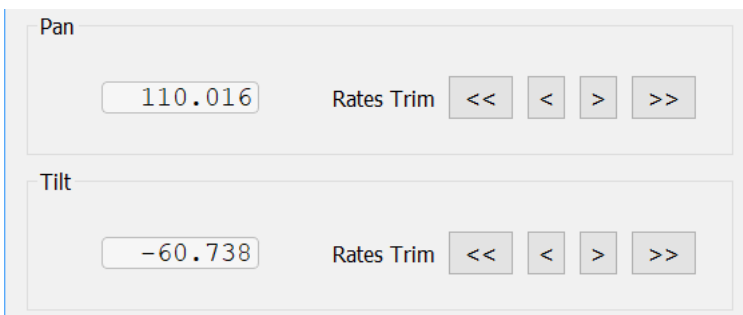 Pan
110.016 Rates Trim << < > >>
Tilt
-60.738 Rates Trim << < > >>